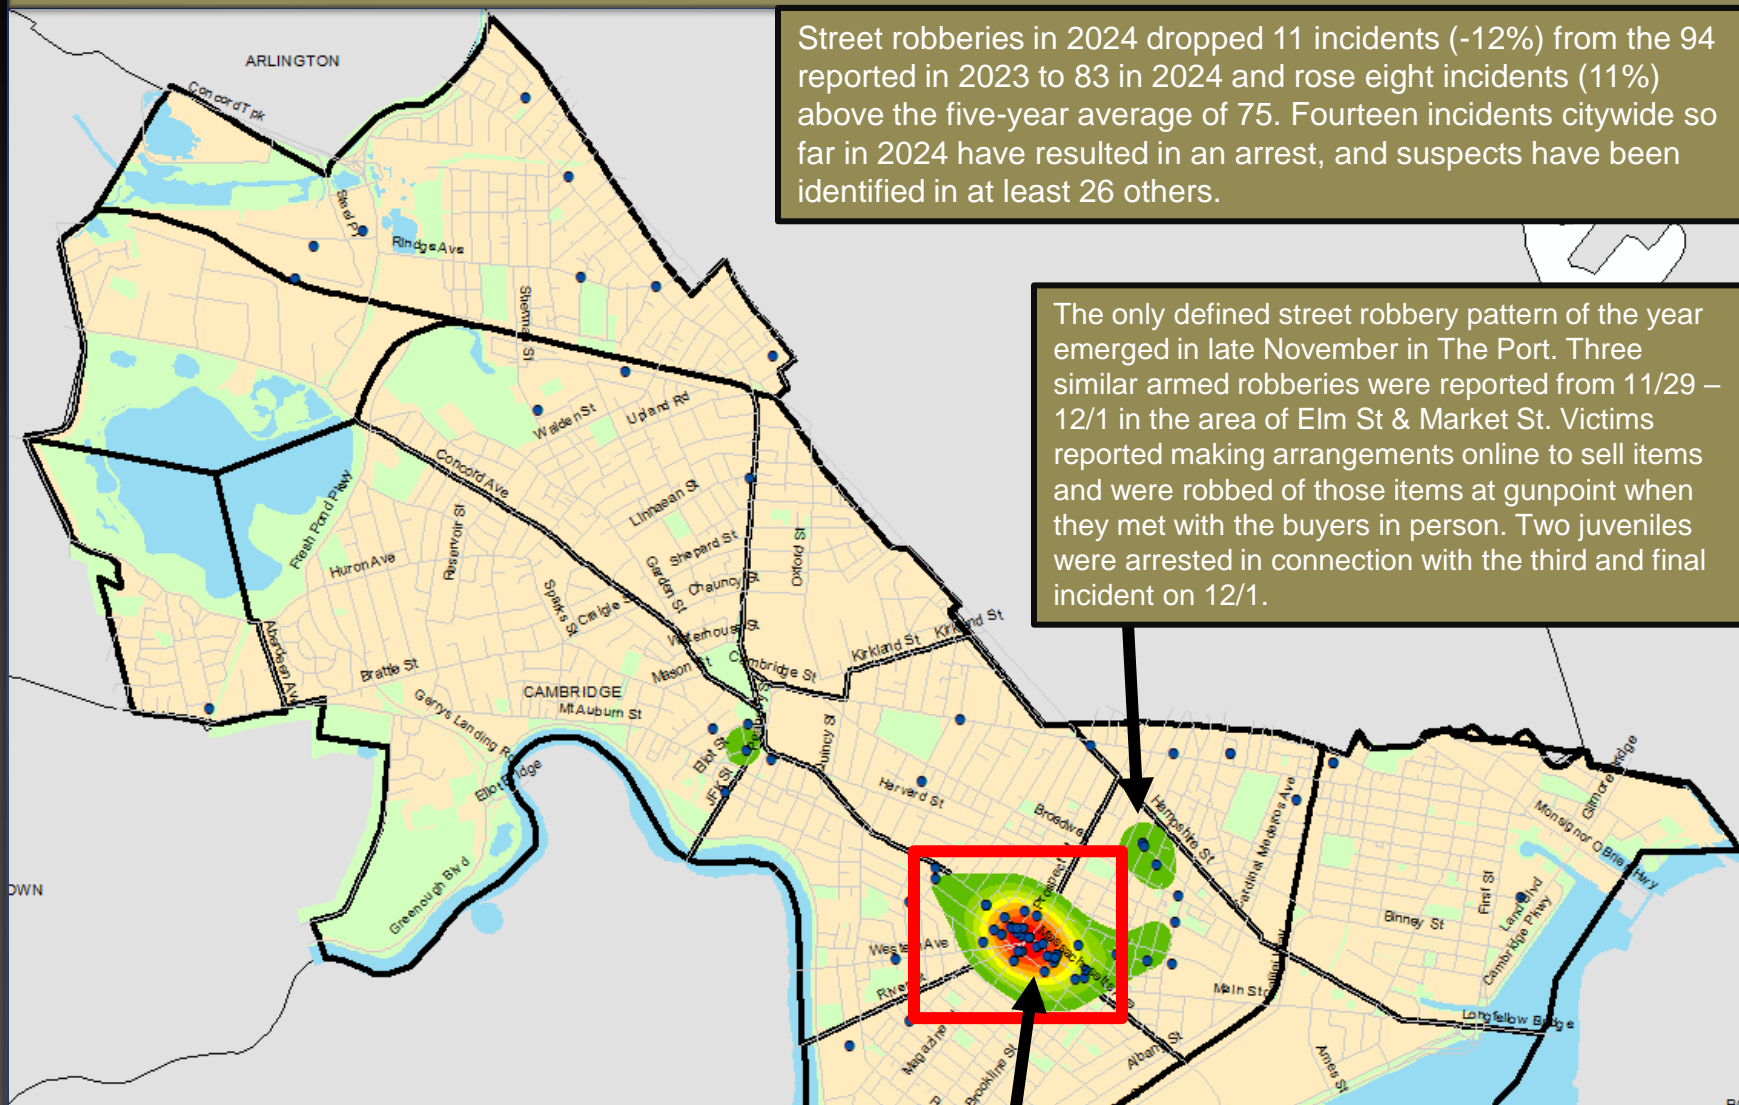 Street robberies in 2024 dropped 11 incidents (-12%) from the 94
reported in 2023 to 83 in 2024 and rose eight incidents (11%)
above the five-year average of 75. Fourteen incidents citywide so
far in 2024 have resulted in an arrest, and suspects have been
identified in at least 26 others.
The only defined street robbery pattern of the year
emerged in late November in The Port. Three
similar armed robberies were reported from 11/29 –
12/1 in the area of Elm St & Market St. Victims
reported making arrangements online to sell items
and were robbed of those items at gunpoint when
they met with the buyers in person. Two juveniles
were arrested in connection with the third and final
incident on 12/1.
ARLINGTON
Concord Tpk
Steel Pl
Rindge Ave
Sherman St
Walden St
Upland Rd
Concord Ave
Linnaean St
Fresh Pond Pkwy
Reservoir St
Huron Ave
Shepard St
Garden St
Chauncy St
Oxford St
Sparks St
Craigie
Waterhouse St
Kirkland St
Kirkland St
Aberdeen Ave
Brattle St
Mason St
Cambridge St
CAMBRIDGE
Mt Auburn St
Gerrys Landing Rd
Eliot St
Quincy St
Eliot Bridge
JFK St
Harvard St
Broadwa
Hampshire St
Cardinal Medeiros Ave
Gilmore Bridge
Monsignor O Brien Hwy
OWN
Greenough Blvd
Prospect
First St
Land Blvd
Binney St
Cambridge Pkwy
Western Ave
Massachusetts Ave
River
Main St
Longfellow Bridge
Magazine
Brookline St
Albany St
Ames St